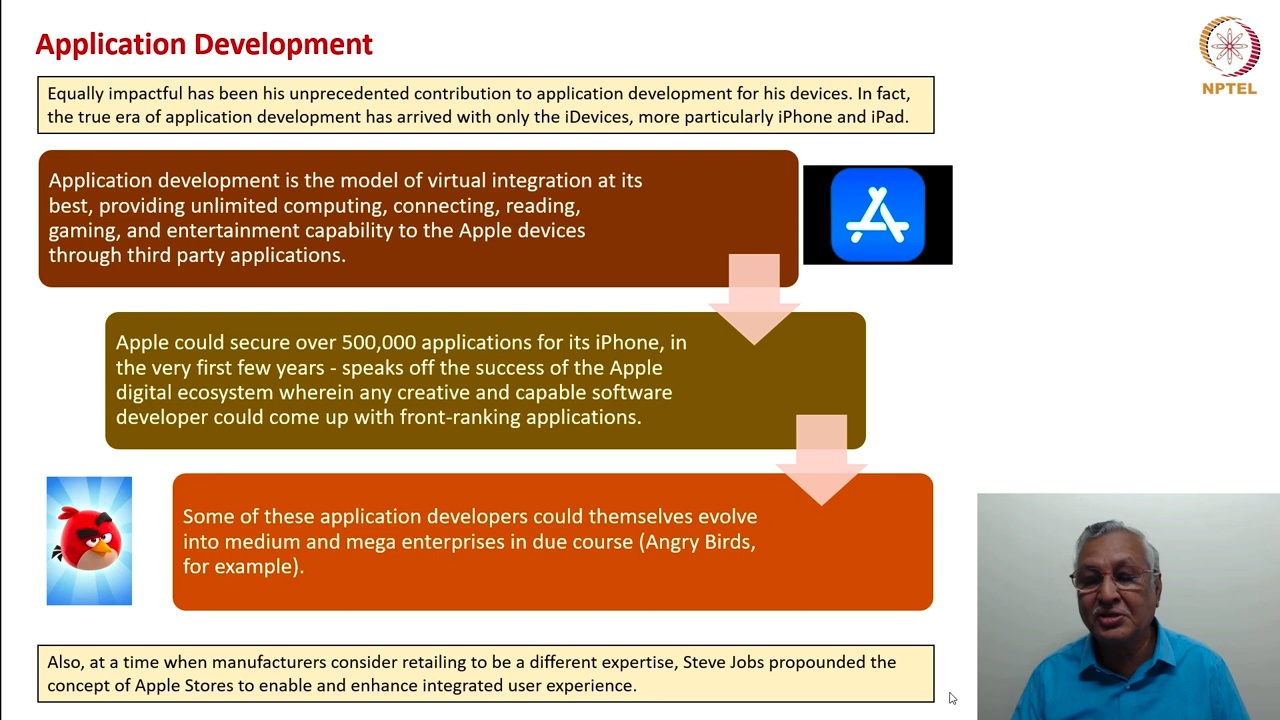 Application Development
NPTEL
Equally impactful has been his unprecedented contribution to application development for his devices. In fact,
the true era of application development has arrived with only the iDevices, more particularly iPhone and iPad.
Application development is the model of virtual integration at its
best, providing unlimited computing, connecting, reading,
gaming, and entertainment capability to the Apple devices
through third party applications.
Apple could secure over 500,000 applications for its iPhone, in
the very first few years - speaks off the success of the Apple
digital ecosystem wherein any creative and capable software
developer could come up with front-ranking applications.
Some of these application developers could themselves evolve
into medium and mega enterprises in due course (Angry Birds,
for example).
Also, at a time when manufacturers consider retailing to be a different expertise, Steve Jobs propounded the
concept of Apple Stores to enable and enhance integrated user experience.